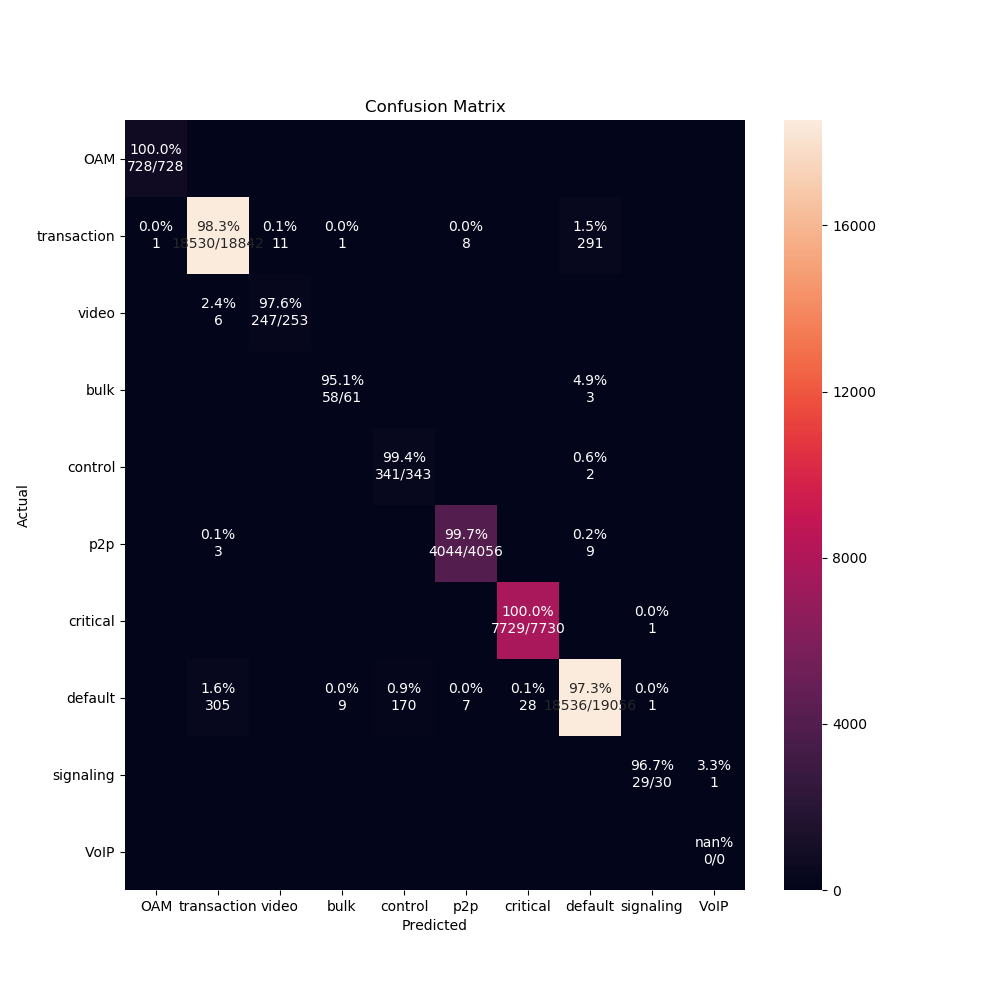 Confusion Matrix
OAM
100.0%
728/728
transaction
0.0% 98.3% 0.1% 0.0% 0.0% 1.5%
1 18530/18842 11 1 8 291
16000
video
2.4% 97.6%
6 247/253
bulk
95.1% 4.9%
58/61 3
12000
control
99.4% 0.6%
341/343 2
Actual
p2p
0.1% 99.7% 0.2%
3 4044/4056 9
8000
critical
100.0% 0.0%
7729/7730 1
default
1.6% 0.0% 0.9% 0.0% 0.1% 97.3% 0.0%
305 9 170 7 28 18536/19056 1
4000
signaling
96.7% 3.3%
29/30 1
VoIP
nan%
0/0
0
OAM transaction video bulk control p2p critical default signaling VoIP
Predicted